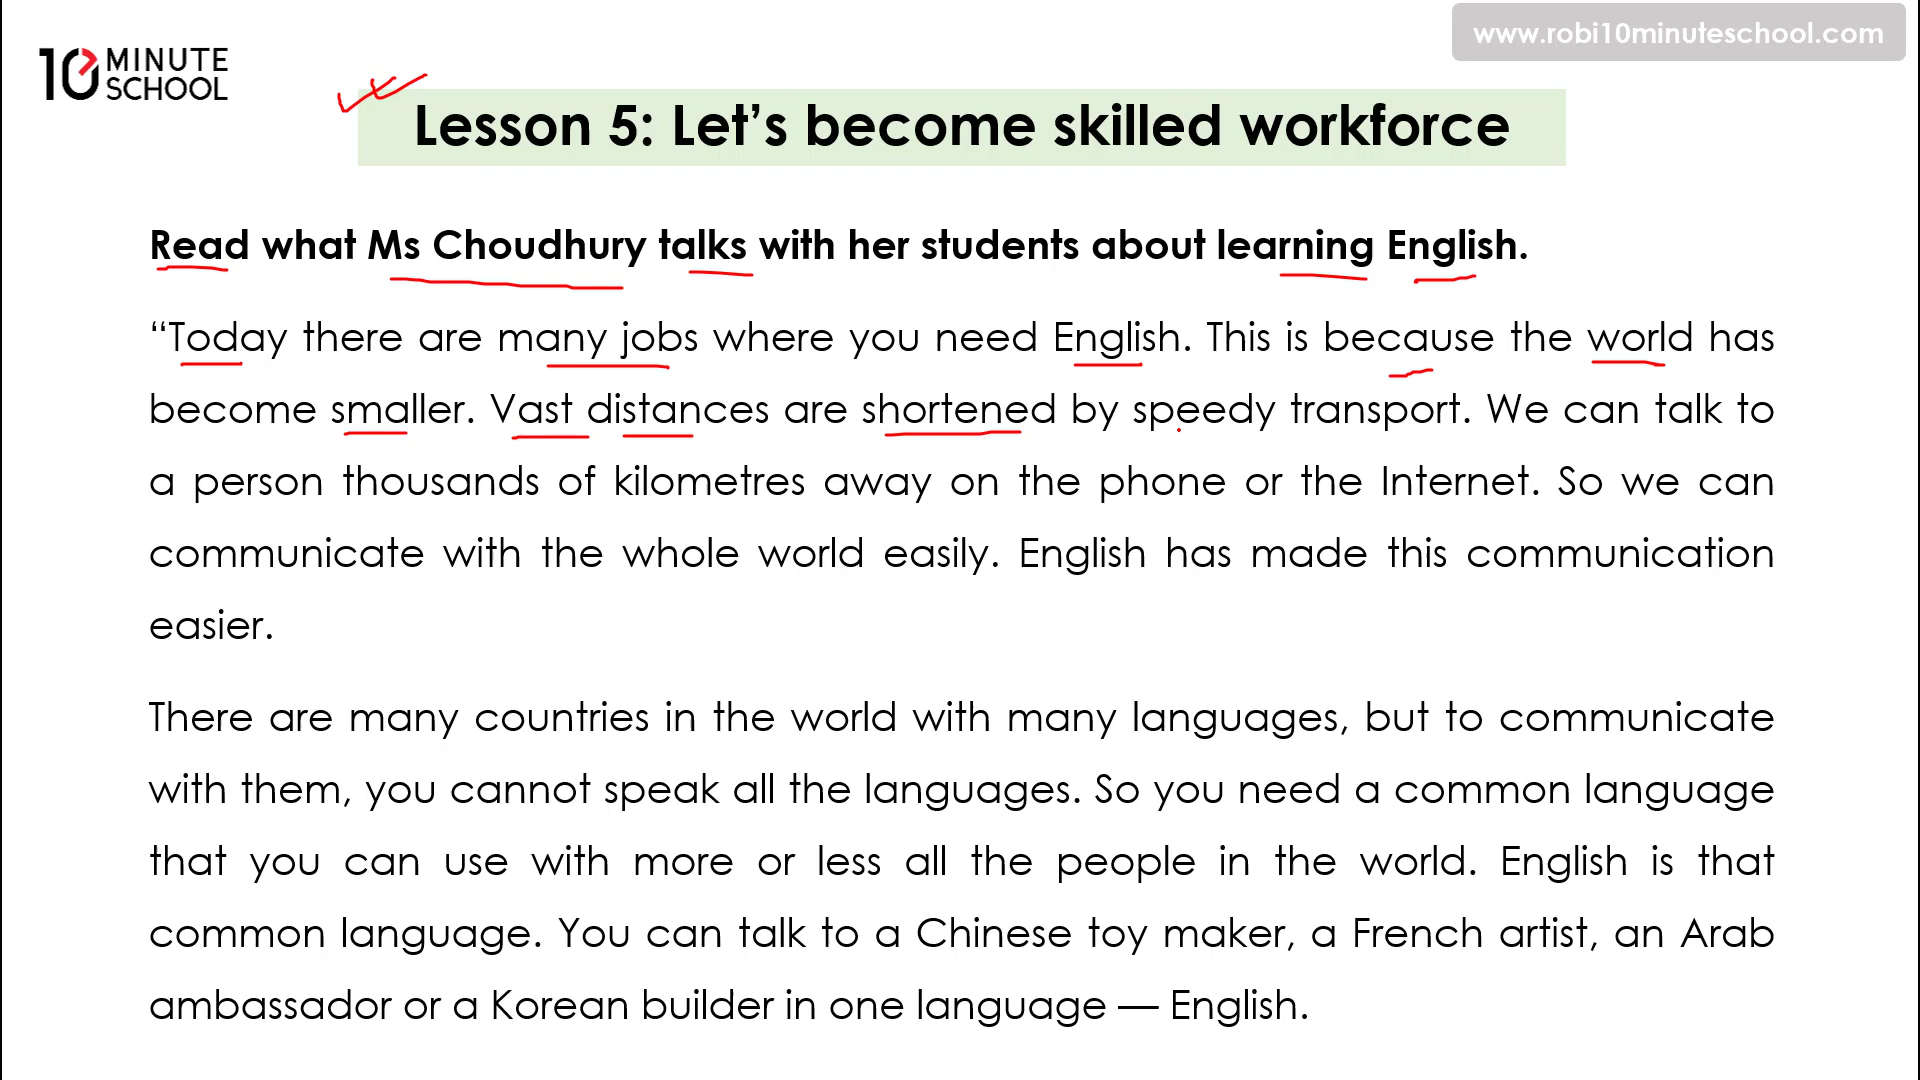 www.robi10minuteschool.com
10 MINUTE
SCHOOL
Lesson 5: Let’s become skilled workforce
Read what Ms Choudhury talks with her students about learning English.
“Today there are many jobs where you need English. This is because the world has
become smaller. Vast distances are shortened by speedy transport. We can talk to
a person thousands of kilometres away on the phone or the Internet. So we can
communicate with the whole world easily. English has made this communication
easier.
There are many countries in the world with many languages, but to communicate
with them, you cannot speak all the languages. So you need a common language
that you can use with more or less all the people in the world. English is that
common language. You can talk to a Chinese toy maker, a French artist, an Arab
ambassador or a Korean builder in one language — English.